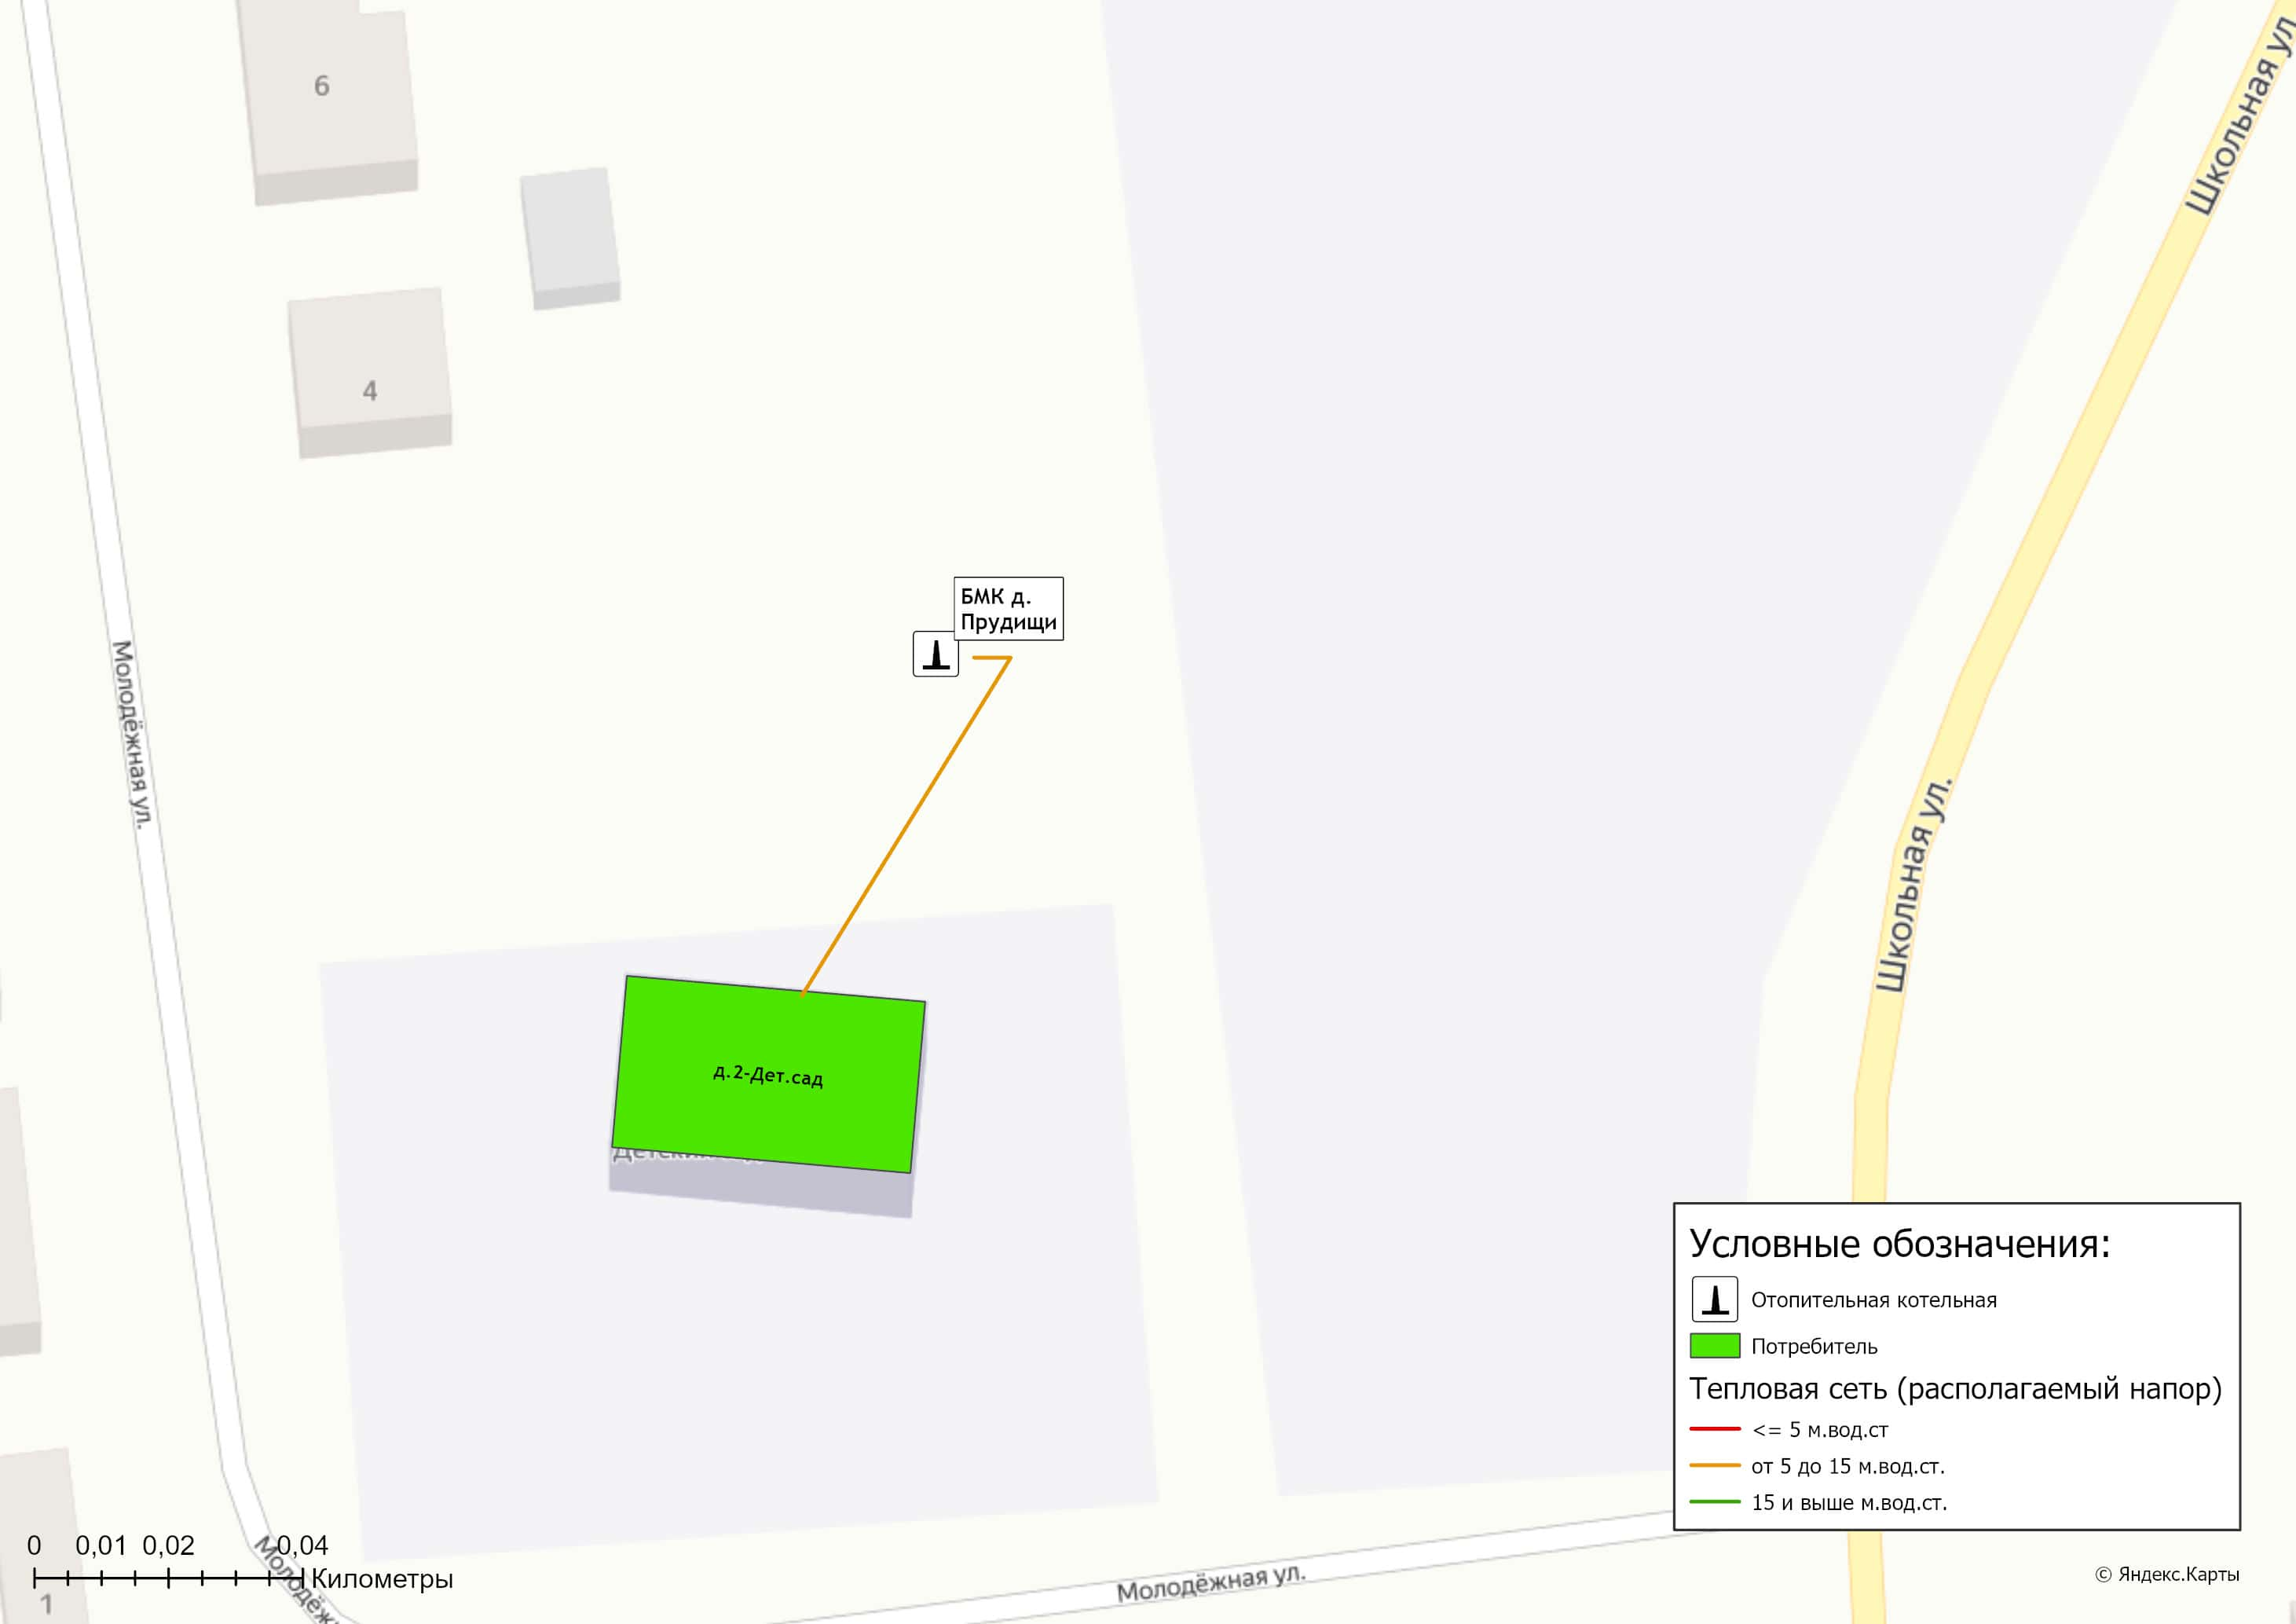 6
Школьная ул.
4
БМК д.
Прудищи
Молодёжная ул.
Школьная ул.
д.2-Дет.сад
Условные обозначения:
Отопительная котельная
Потребитель
Тепловая сеть (располагаемый напор)
<= 5 м.вод.ст
от 5 до 15 м.вод.ст.
15 и выше м.вод.ст.
0 0,01 0,02 0,04
Километры
1
Молодёжная ул.
© Яндекс.Карты